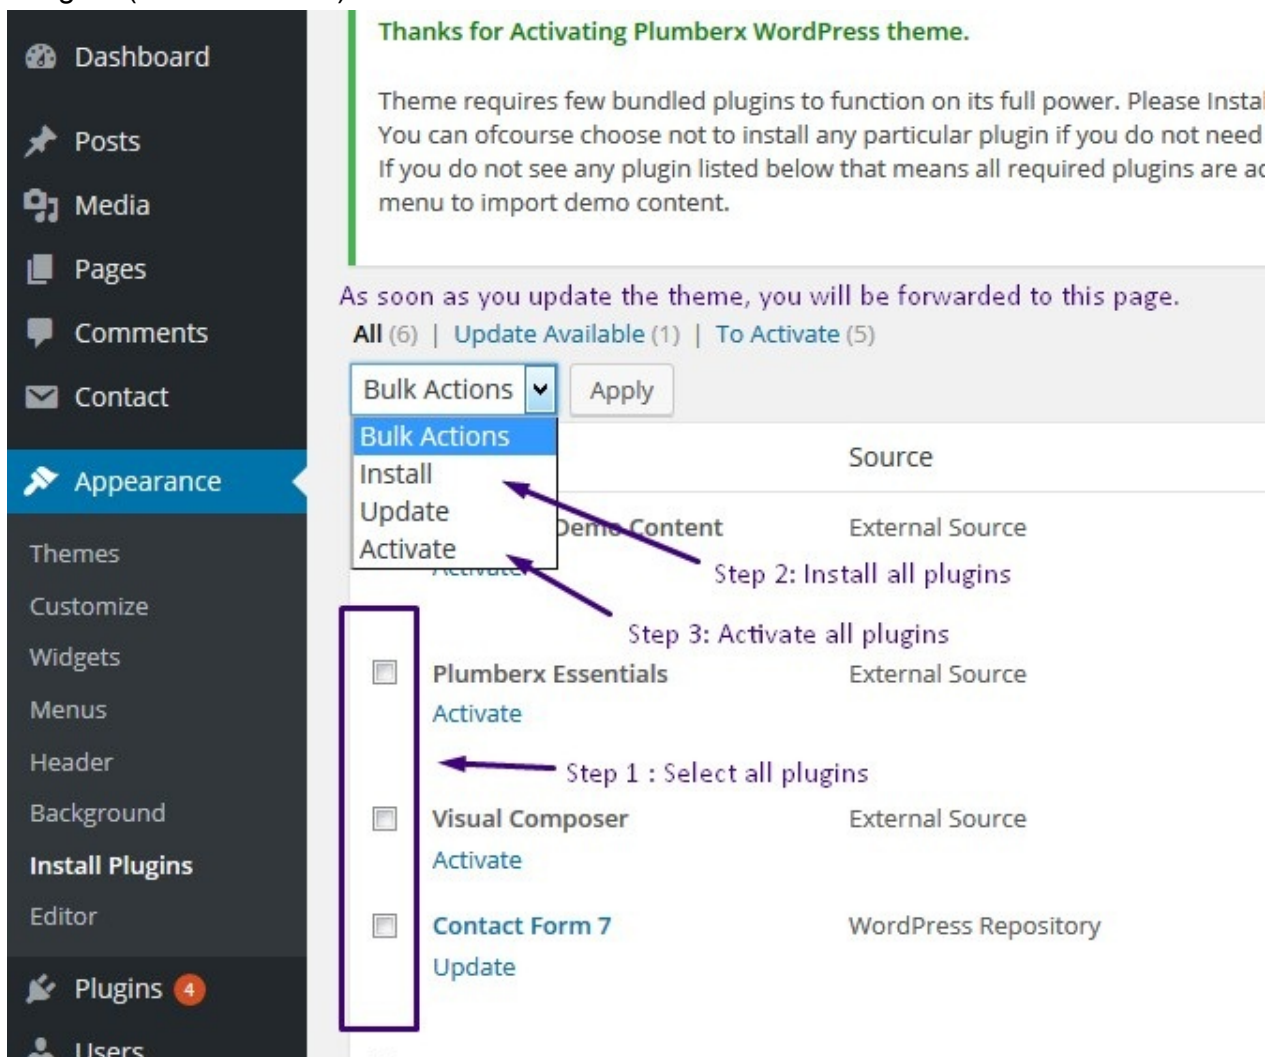 Dashboard
Posts
Media
Pages
Comments
Contact
Appearance
Themes
Customize
Widgets
Menus
Header
Background
Install Plugins
Editor
Plugins 4
Users
Thanks for Activating Plumberx WordPress theme.
Theme requires few bundled plugins to function on its full power. Please
You can ofcourse choose not to install any particular plugin if you do not need
If you do not see any plugin listed below that means all required plugins are
menu to import demo content.
As soon as you update the theme, you will be forwarded to this page.
All (6) | Update Available (1) | To Activate (5)
Bulk Actions Apply
Bulk Actions
Install
Update
Activate
Source
Demo Content External Source
Activate
Step 2: Install all plugins
Step 3: Activate all plugins
Plumberx Essentials External Source
Activate
Step 1 : Select all plugins
Visual Composer External Source
Activate
Contact Form 7 WordPress Repository
Update